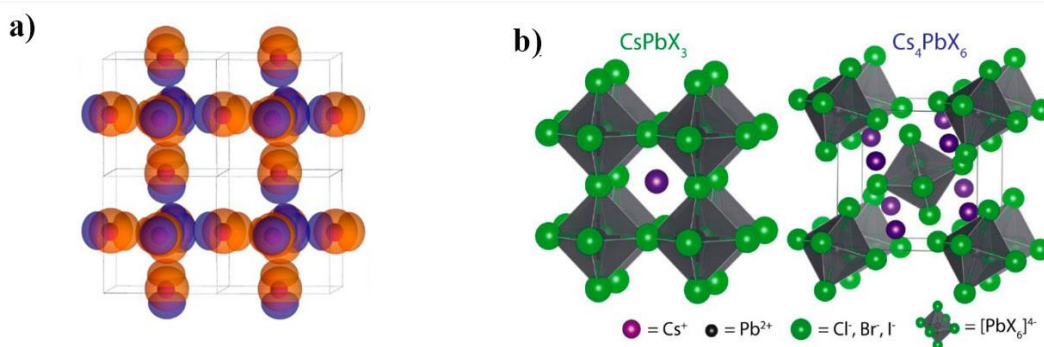 a)
b)
CsPbX₃
Cs₄PbX₆
= Cs⁺
= Pb²⁺
= Cl⁻, Br⁻, I⁻
= [PbX₆]⁴⁻